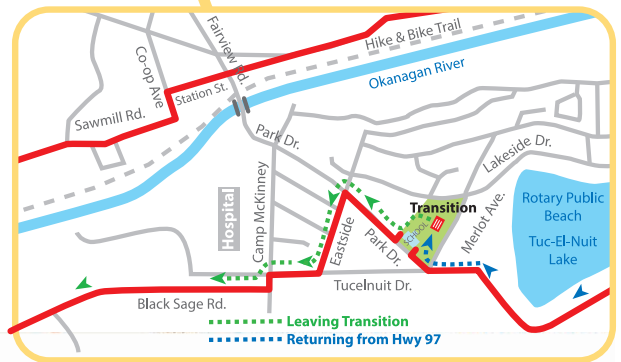 Fairview Rd.
Hike & Bike Trail
Co-op Ave
Okanagan River
Station St.
Sawmill Rd.
Park Dr.
Lakeside Dr.
Hospital
Camp McKinney
Transition
SCHOOL
Merlot Ave.
Rotary Public
Beach
Tuc-El-Nuit
Lake
Eastside
Park Dr.
Tucelnuit Dr.
Black Sage Rd.
Leaving Transition
Returning from Hwy 97